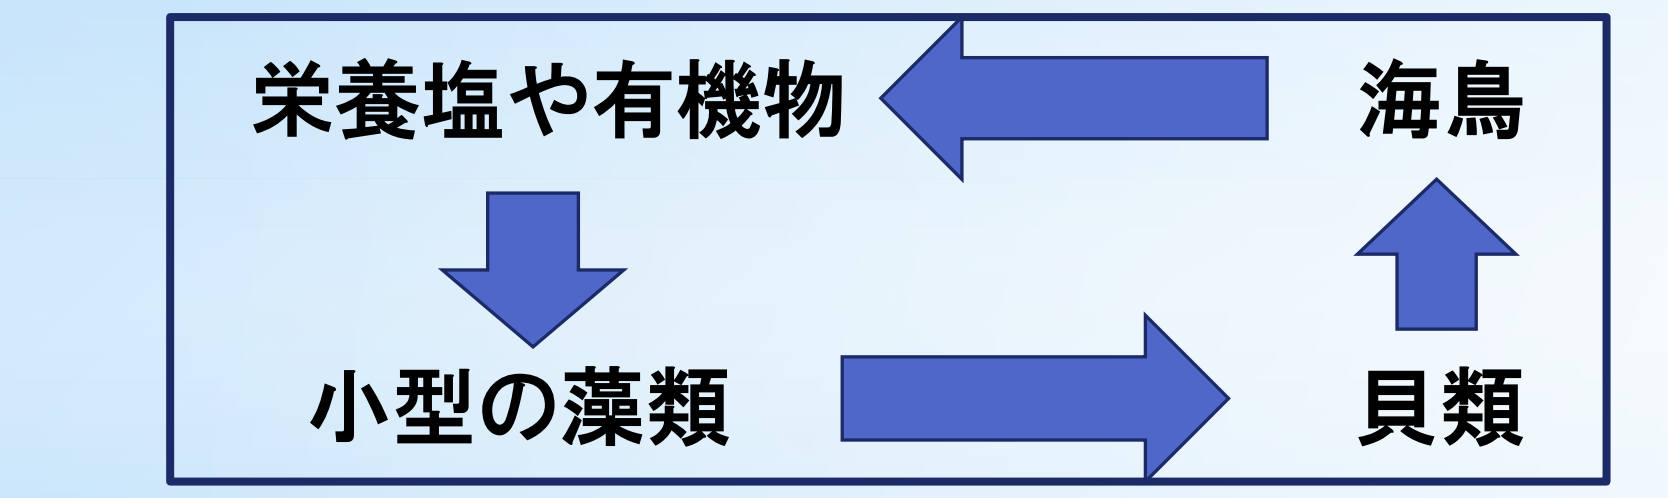 栄養塩や有機物
海鳥
小型の藻類
貝類